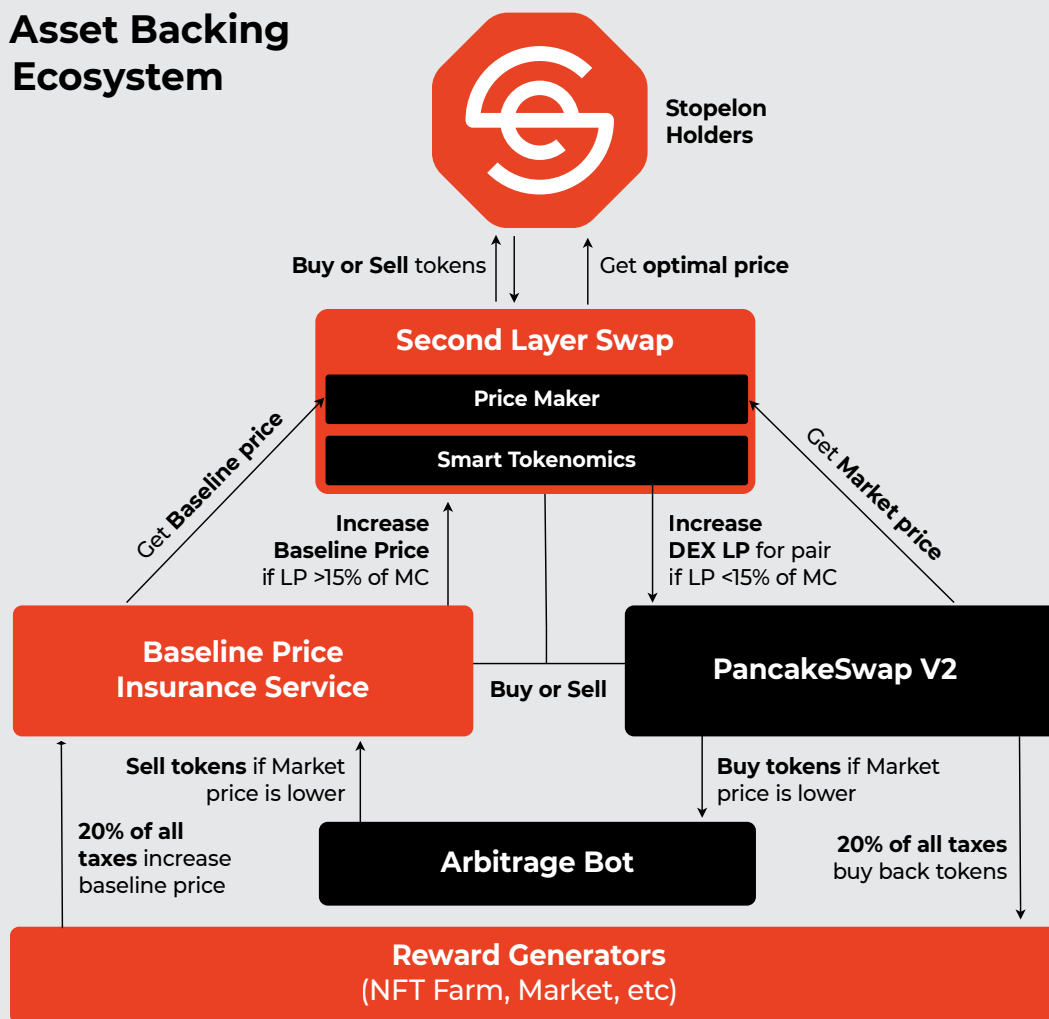 Asset Backing
Ecosystem
Stopelon
Holders
Buy or Sell tokens
Get optimal price
Second Layer Swap
Price Maker
Smart Tokenomics
Get Baseline price
Get Market price
Increase
Baseline Price
if LP >15% of MC
Increase
DEX LP for pair
if LP <15% of MC
Baseline Price
Insurance Service
Buy or Sell
PancakeSwap V2
Sell tokens if Market
price is lower
Buy tokens if Market
price is lower
20% of all
taxes increase
baseline price
Arbitrage Bot
20% of all taxes
buy back tokens
Reward Generators
(NFT Farm, Market, etc)